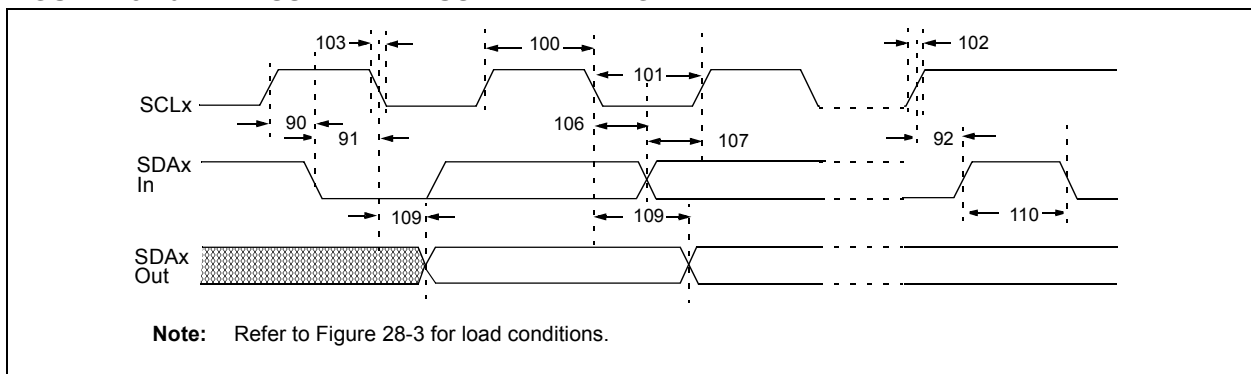 103
100
101
102
SCLx
90
91
106
107
92
SDAx
In
109
109
110
SDAx
Out
Note: Refer to Figure 28-3 for load conditions.